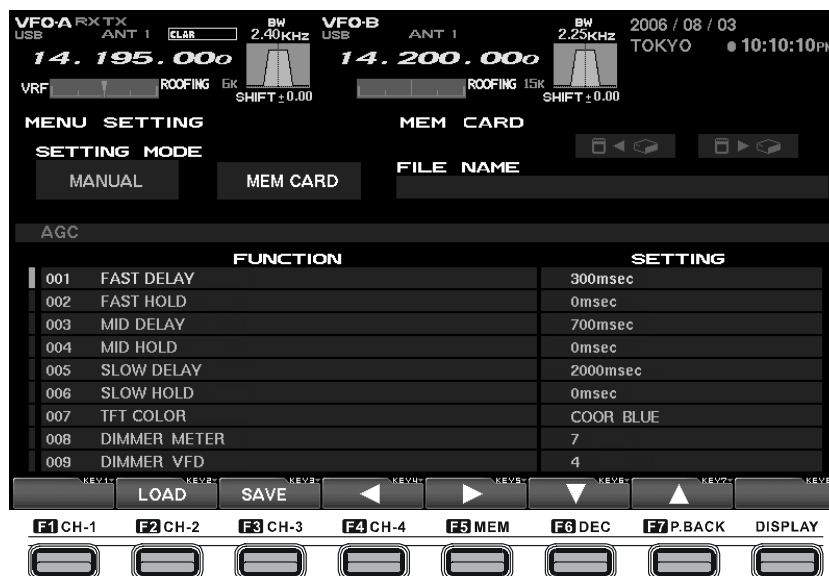 VFO-A RX TX BW VFO-B BW 2006 / 08 / 03
USB ANT 1 CLAR 2.40KHz USB ANT 1 2.25KHz TOKYO 10:10:10PM
14. 195. 000 14. 200. 000
VRF ROOFING 6K ROOFING 15K
SHIFT ± 0.00 SHIFT ± 0.00
MENU SETTING MEM CARD
SETTING MODE
MANUAL MEM CARD FILE NAME
AGC
FUNCTION SETTING
001 FAST DELAY 300msec
002 FAST HOLD 0msec
003 MID DELAY 700msec
004 MID HOLD 0msec
005 SLOW DELAY 2000msec
006 SLOW HOLD 0msec
007 TFT COLOR COOR BLUE
008 DIMMER METER 7
009 DIMMER VFD 4
KEY1 KEY2 KEY3 KEY4 KEY5 KEY6 KEY7 KEY8
LOAD SAVE
F1 CH-1 F2 CH-2 F3 CH-3 F4 CH-4 F5 MEM F6 DEC F7 P.BACK DISPLAY